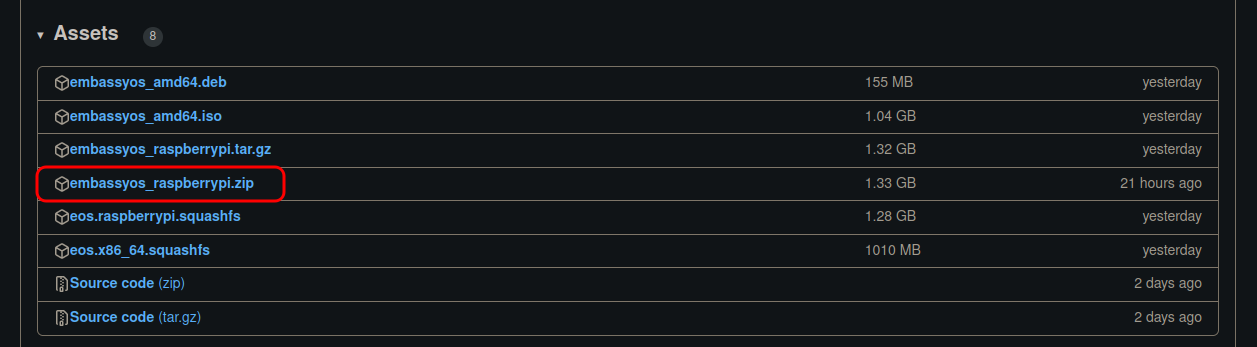 ▾ Assets 8
embassyos_amd64.deb 155 MB yesterday
embassyos_amd64.iso 1.04 GB yesterday
embassyos_raspberrypi.tar.gz 1.32 GB yesterday
embassyos_raspberrypi.zip 1.33 GB 21 hours ago
eos.raspberrypi.squashfs 1.28 GB yesterday
eos.x86_64.squashfs 1010 MB yesterday
Source code (zip) 2 days ago
Source code (tar.gz) 2 days ago